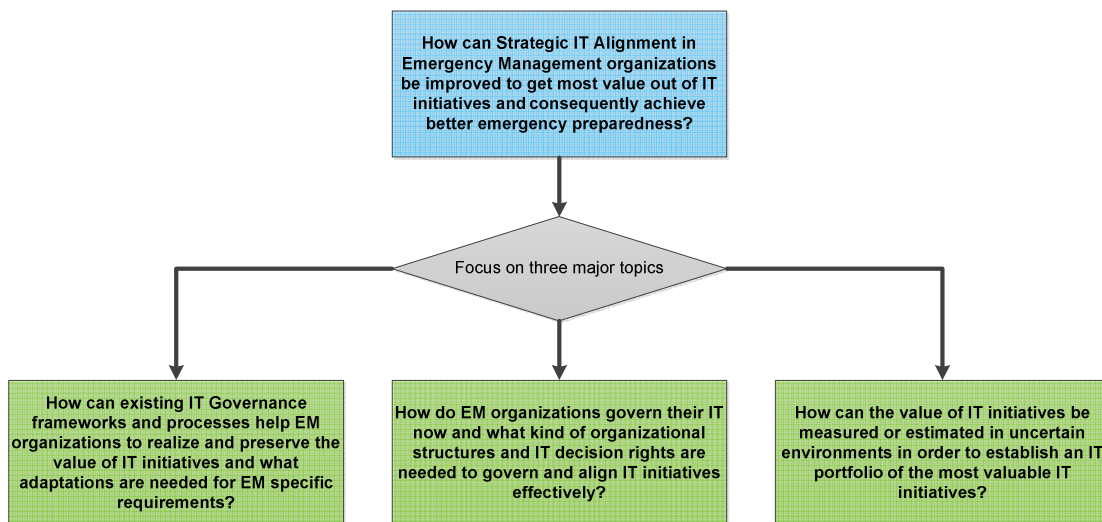 How can Strategic IT Alignment in
Emergency Management organizations
be improved to get most value out of IT
initiatives and consequently achieve
better emergency preparedness?
Focus on three major topics
How can existing IT Governance
frameworks and processes help EM
organizations to realize and preserve the
value of IT initiatives and what
adaptations are needed for EM specific
requirements?
How do EM organizations govern their IT
now and what kind of organizational
structures and IT decision rights are
needed to govern and align IT initiatives
effectively?
How can the value of IT initiatives be
measured or estimated in uncertain
environments in order to establish an IT
portfolio of the most valuable IT
initiatives?